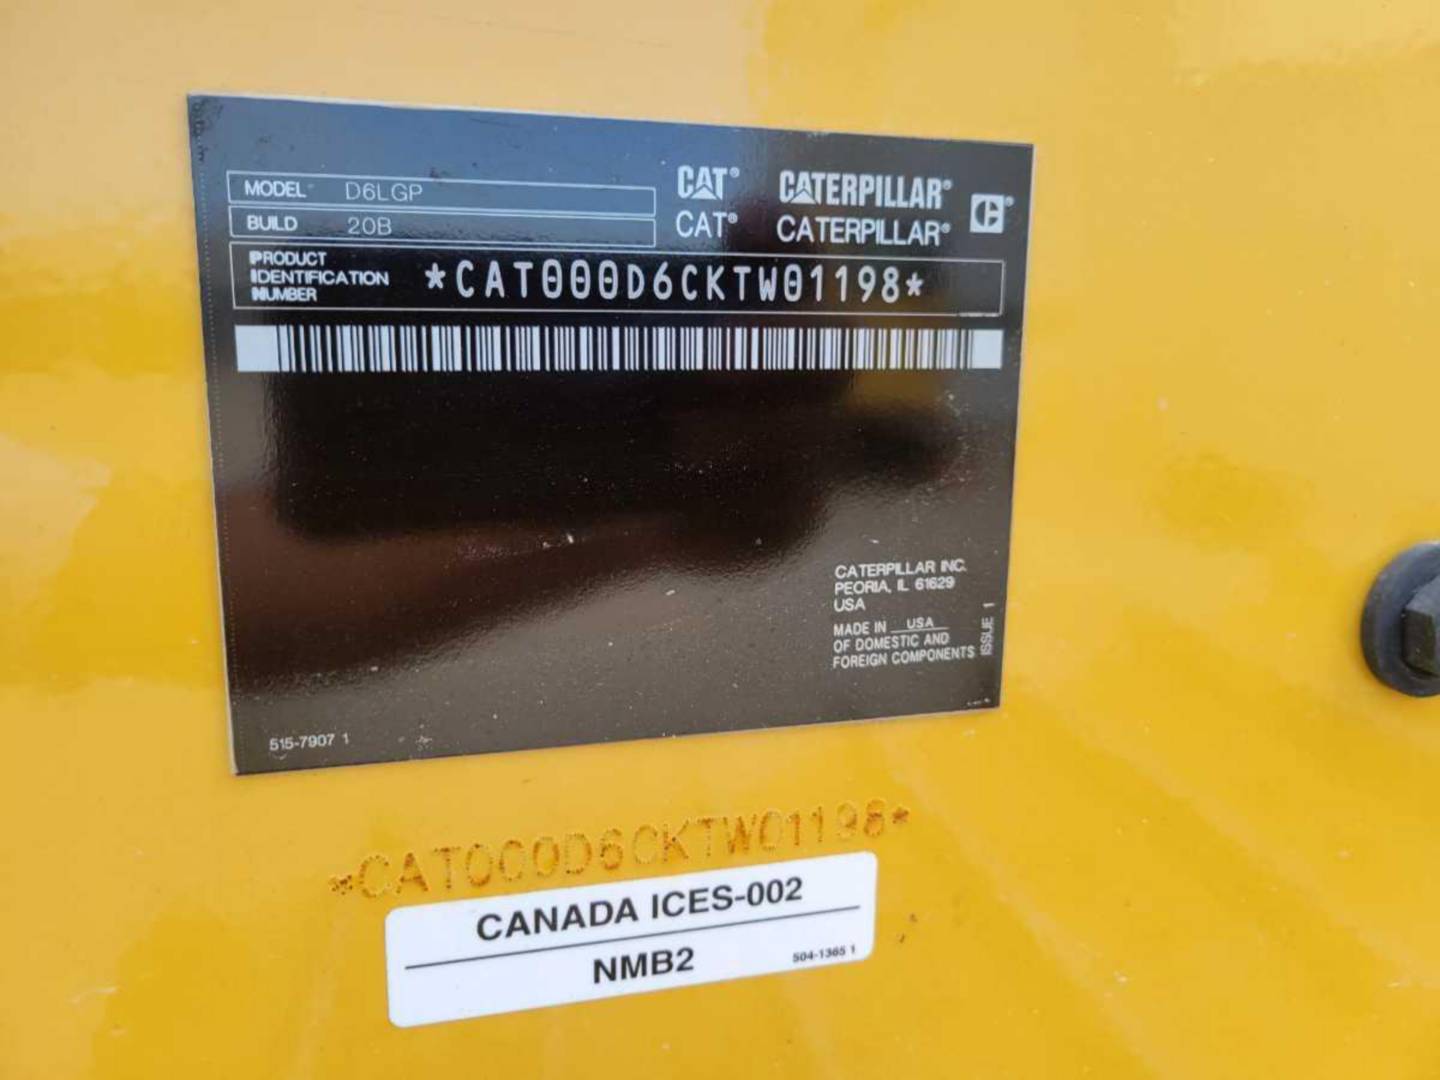 MODEL D6LGP
BUILD 20B
CAT® CATERPILLAR®
CAT® CATERPILLAR®
PRODUCT
IDENTIFICATION
NUMBER
*CAT000D6CKTW01198*
CATERPILLAR INC.
PEORIA, IL 61629
USA
MADE IN USA
OF DOMESTIC AND
FOREIGN COMPONENTS
ISSUE 1
515-7907 1
*CAT000D6CKTW01198*
CANADA ICES-002
NMB2
504-1365 1